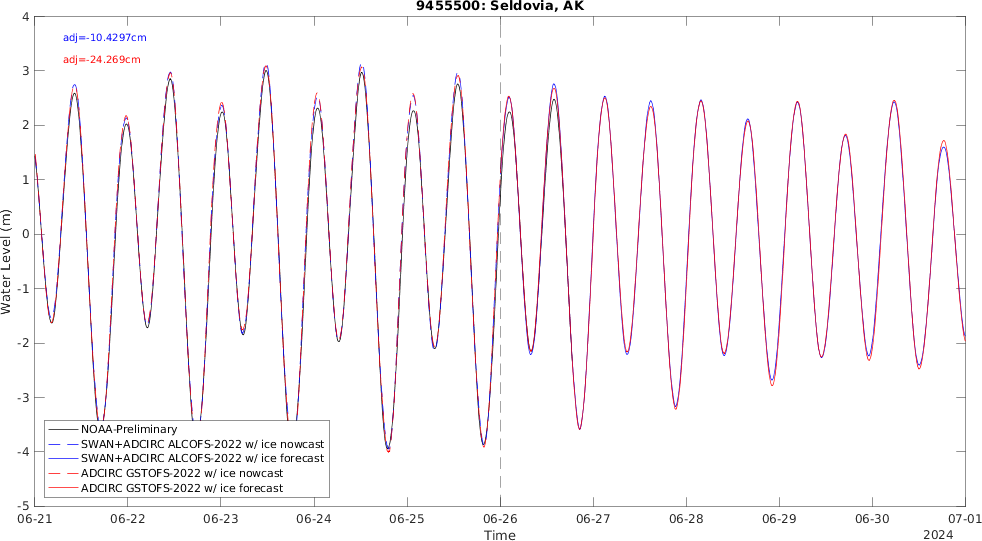 9455500: Seldovia, AK
adj=-10.4297cm
adj=-24.269cm
4
3
2
1
0
-1
-2
-3
-4
-5
Water Level (m)
NOAA-Preliminary
SWAN+ADCIRC ALCOFS-2022 w/ ice nowcast
SWAN+ADCIRC ALCOFS-2022 w/ ice forecast
ADCIRC GSTOFS-2022 w/ ice nowcast
ADCIRC GSTOFS-2022 w/ ice forecast
06-21 06-22 06-23 06-24 06-25 06-26 06-27 06-28 06-29 06-30 07-01
Time
2024